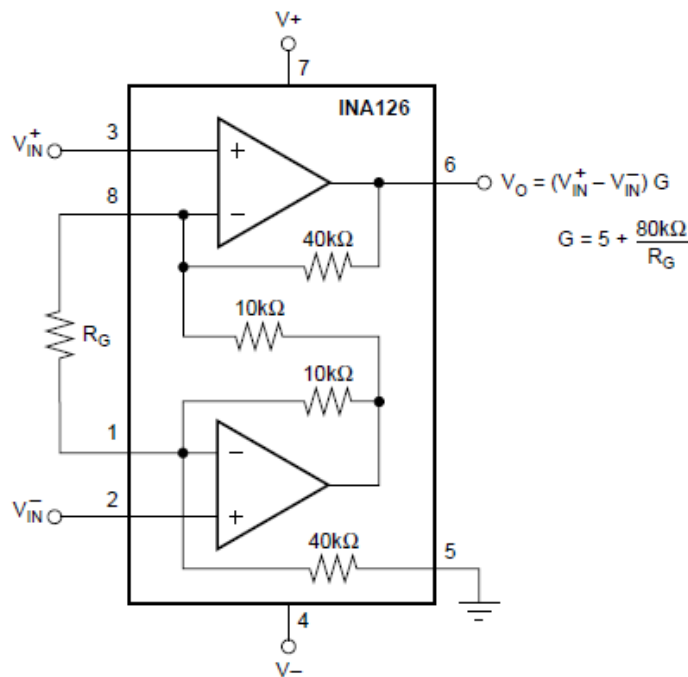 V+
7
INA126
V⁺IN
3
6
VO = (V⁺IN – V⁻IN) G
8
G = 5 + 80kΩ/RG
40kΩ
10kΩ
RG
10kΩ
1
V⁻IN
2
40kΩ
5
4
V–
+
–
–
+